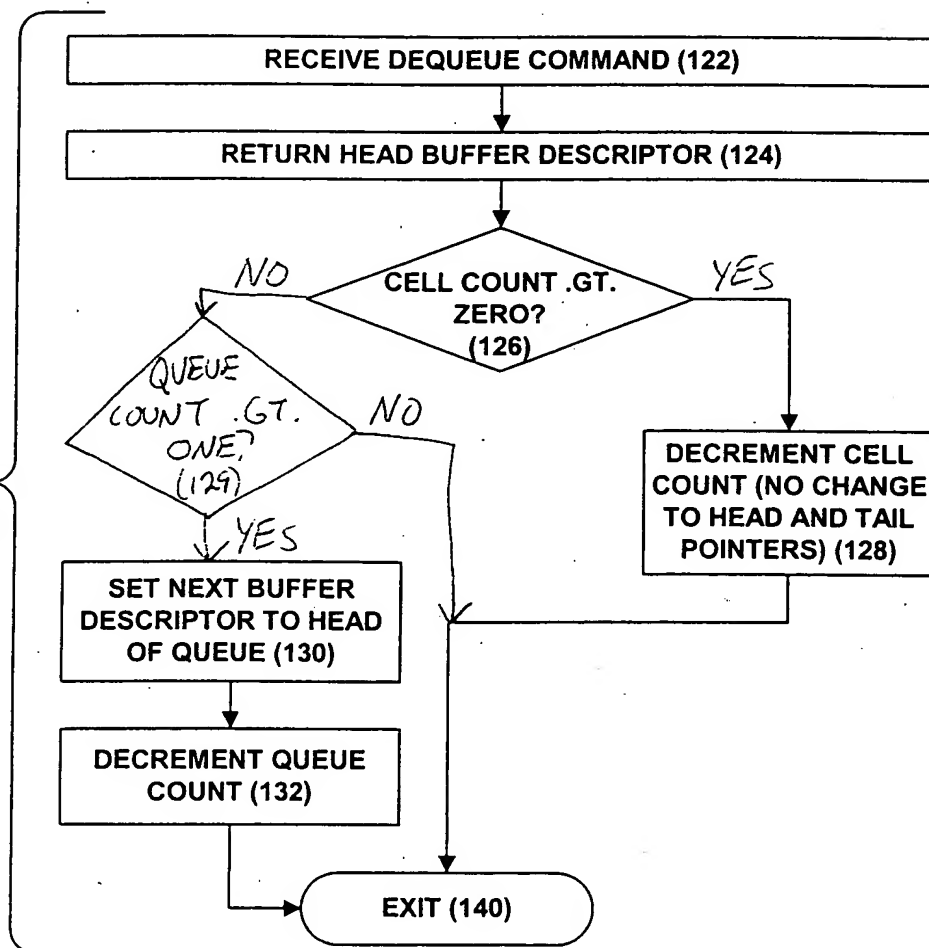 RECEIVE DEQUEUE COMMAND (122)
RETURN HEAD BUFFER DESCRIPTOR (124)
CELL COUNT .GT.
ZERO?
(126)
NO
YES
QUEUE
COUNT .GT.
ONE?
(129)
NO
YES
DECREMENT CELL
COUNT (NO CHANGE
TO HEAD AND TAIL
POINTERS) (128)
SET NEXT BUFFER
DESCRIPTOR TO HEAD
OF QUEUE (130)
DECREMENT QUEUE
COUNT (132)
EXIT (140)